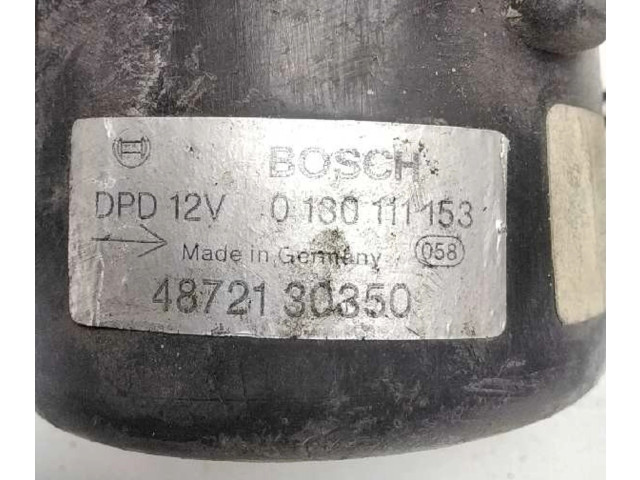 BOSCH
DPD 12V 0 130 111 153
Made in Germany 058
48721 30350